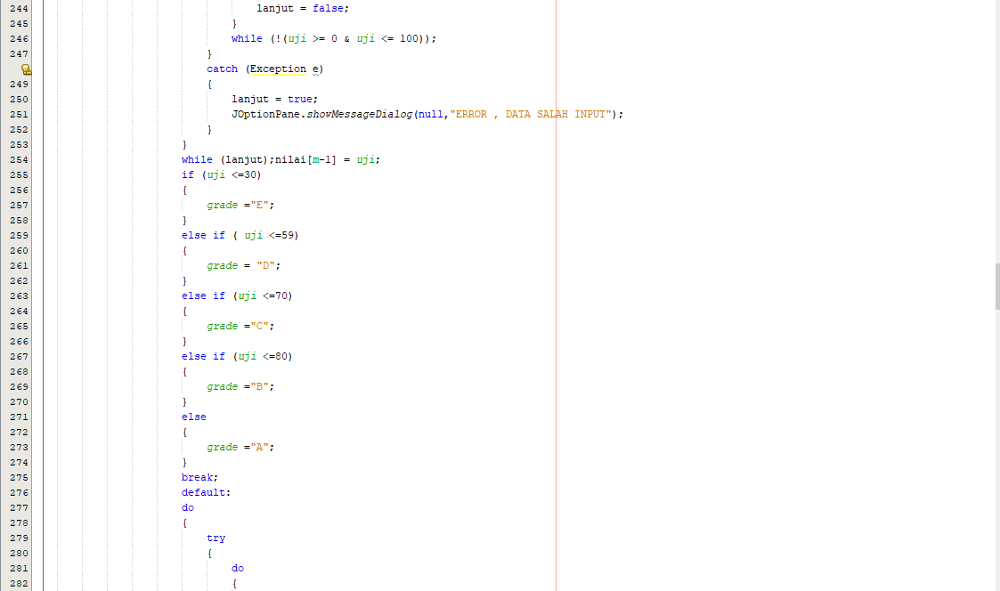 244 lanjut = false;
245 }
246 while (!(uji >= 0 & uji <= 100));
247 }
catch (Exception e)
249 {
250 lanjut = true;
251 JOptionPane.showMessageDialog(null,"ERROR , DATA SALAH INPUT");
252 }
253 }
254 while (lanjut);nilai[m-1] = uji;
255 if (uji <=30)
256 {
257 grade ="E";
258 }
259 else if ( uji <=59)
260 {
261 grade = "D";
262 }
263 else if (uji <=70)
264 {
265 grade ="C";
266 }
267 else if (uji <=80)
268 {
269 grade ="B";
270 }
271 else
272 {
273 grade ="A";
274 }
275 break;
276 default:
277 do
278 {
279 try
280 {
281 do
282 {